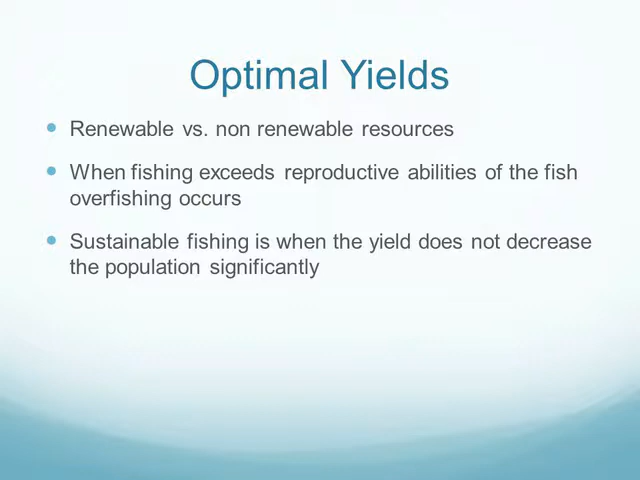 Optimal Yields
Renewable vs. non renewable resources
When fishing exceeds reproductive abilities of the fish
overfishing occurs
Sustainable fishing is when the yield does not decrease
the population significantly